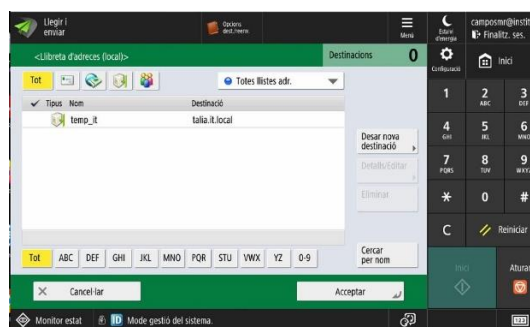 Llegir i
enviar
Opcions
dest./reenv.
Menú
Estalvi
d'energia
camposmr@instit
Finalitz. ses.
<Llibreta d'adreces (local)>
Destinacions 0
Configuració
Inici
Tot
Totes llistes adr.
Tipus Nom Destinació
temp_it talia.it.local
Desar nova
destinació
Detalls/Editar
Eliminar
Tot ABC DEF GHI JKL MNO PQR STU VWX YZ 0-9
Cercar
per nom
Cancel·lar
Acceptar
Monitor estat ID Mode gestió del sistema.
1 2 3
ABC DEF
4 5 6
GHI JKL MNO
7 8 9
PQRS TUV WXYZ
* 0 #
C Reiniciar
Inici Aturar
123